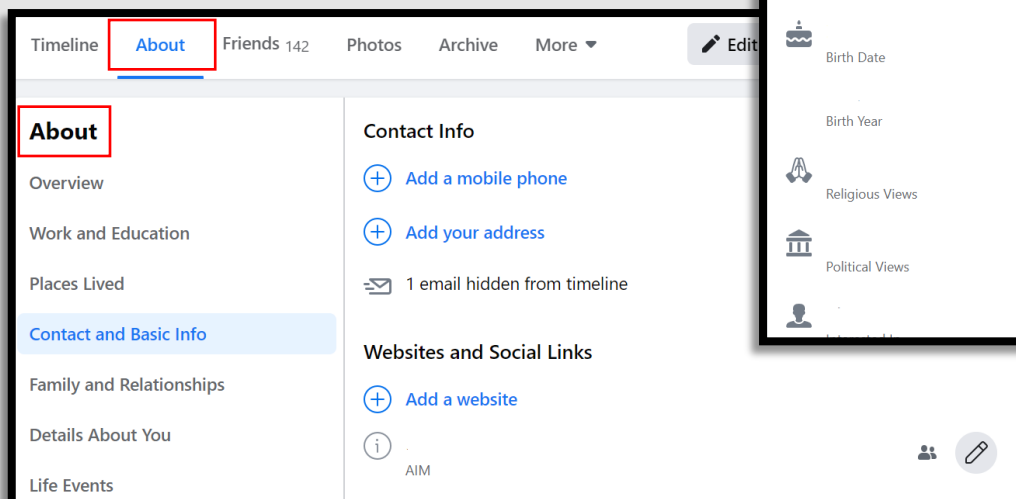 Timeline About Friends 142 Photos Archive More Edit
About
Overview
Work and Education
Places Lived
Contact and Basic Info
Family and Relationships
Details About You
Life Events
Contact Info
Add a mobile phone
Add your address
1 email hidden from timeline
Websites and Social Links
Add a website
AIM
Birth Date
Birth Year
Religious Views
Political Views